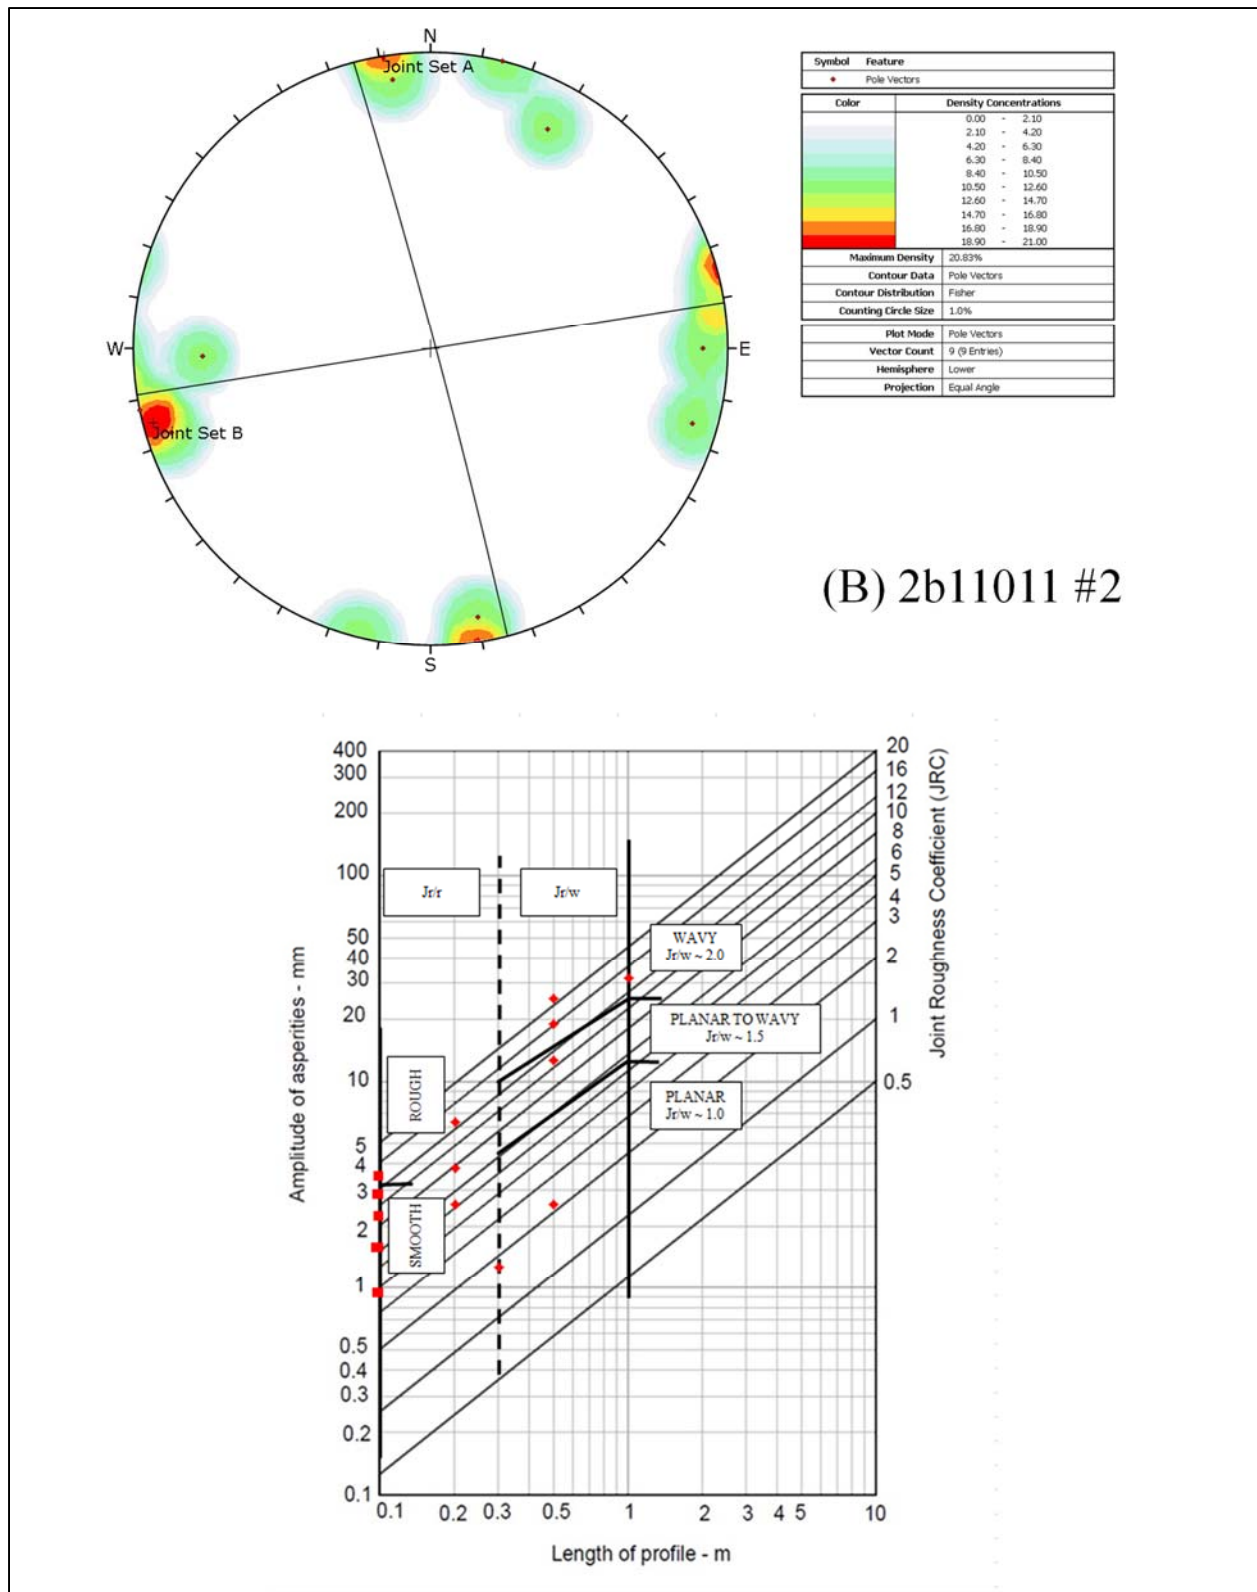 N
Joint Set A
W
E
Joint Set B
S
Symbol Feature
Pole Vectors
Color Density Concentrations
0.00 - 2.10
2.10 - 4.20
4.20 - 6.30
6.30 - 8.40
8.40 - 10.50
10.50 - 12.60
12.60 - 14.70
14.70 - 16.80
16.80 - 18.90
18.90 - 21.00
Maximum Density 20.83%
Contour Data Pole Vectors
Contour Distribution Fisher
Counting Circle Size 1.0%
Plot Mode Pole Vectors
Vector Count 9 (9 Entries)
Hemisphere Lower
Projection Equal Angle
(B) 2b11011 #2
Amplitude of asperities - mm
400
300
200
100
50
40
30
20
10
5
4
3
2
1
0.5
0.4
0.3
0.2
0.1
Jr/r
Jr/w
ROUGH
SMOOTH
WAVY
Jr/w ~ 2.0
PLANAR TO WAVY
Jr/w ~ 1.5
PLANAR
Jr/w ~ 1.0
20
16
12
10
8
6
5
4
3
2
1
0.5
Joint Roughness Coefficient (JRC)
0.1 0.2 0.3 0.5 1 2 3 4 5 10
Length of profile - m